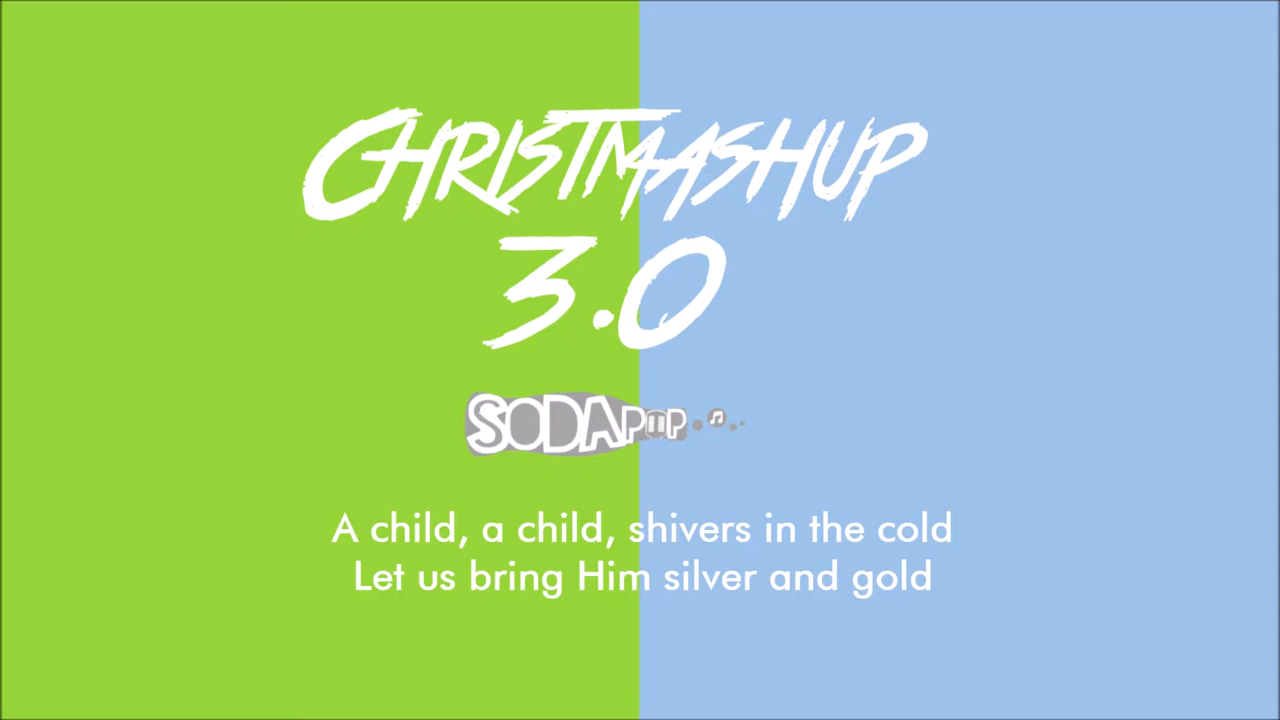 CHRISTMASHUP
3.0
SODAPOP
A child, a child, shivers in the cold
Let us bring Him silver and gold